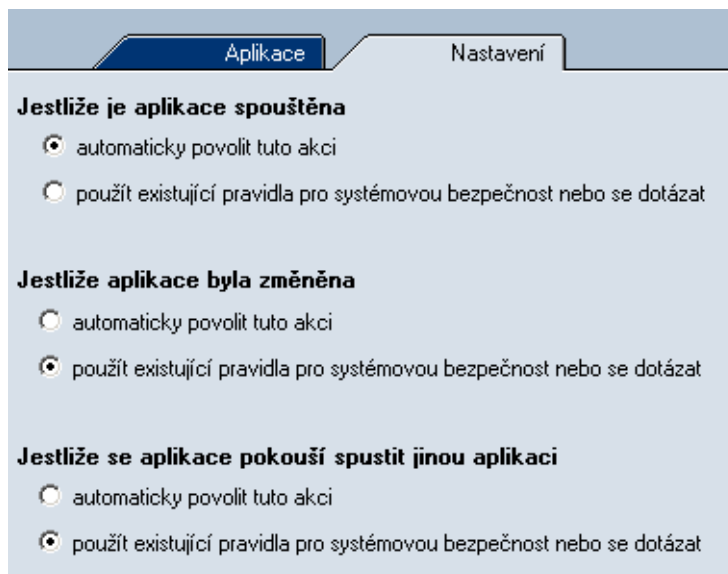 Aplikace
Nastavení
Jestliže je aplikace spouštěna
automaticky povolit tuto akci
použít existující pravidla pro systémovou bezpečnost nebo se dotázat
Jestliže aplikace byla změněna
automaticky povolit tuto akci
použít existující pravidla pro systémovou bezpečnost nebo se dotázat
Jestliže se aplikace pokouší spustit jinou aplikaci
automaticky povolit tuto akci
použít existující pravidla pro systémovou bezpečnost nebo se dotázat